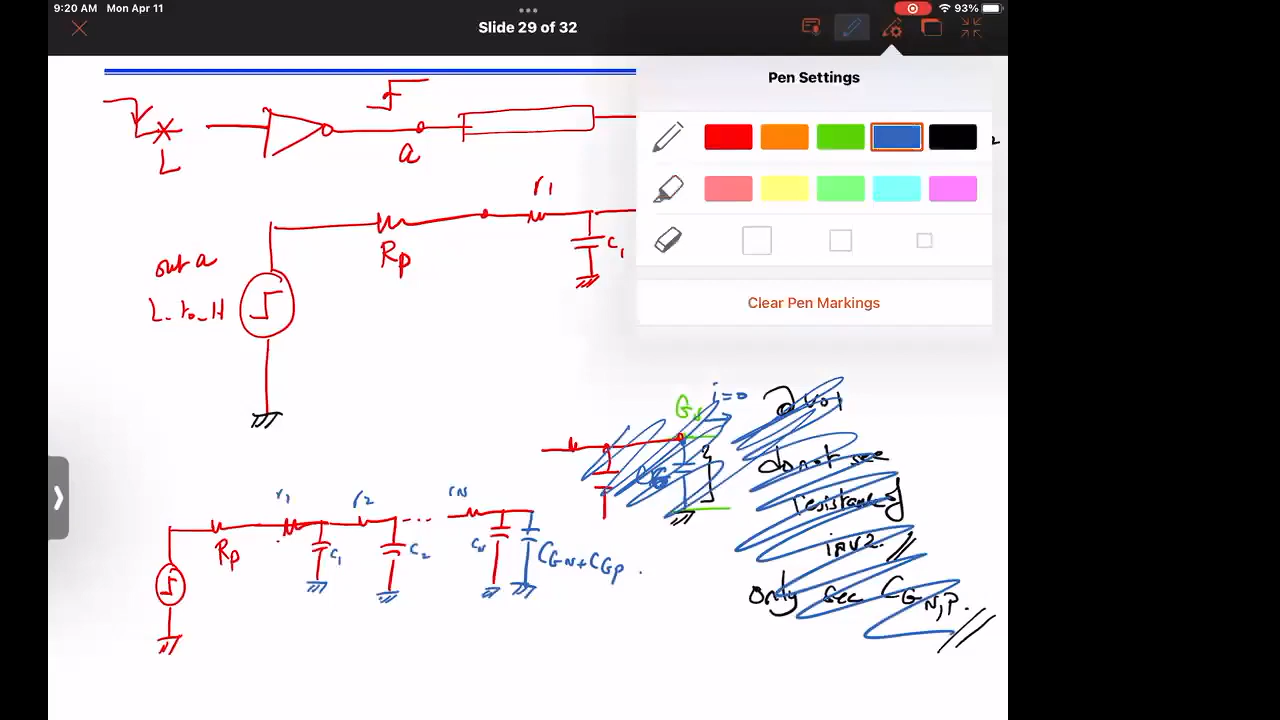 9:20 AM Mon Apr 11
93%
Slide 29 of 32
Pen Settings
Clear Pen Markings
L
a
r1
Rp
C1
out a
L_to_H
i=0
do not see
resistance of
inv2.
only see CGN,P.
r1
r2
rN
Rp
C1
C2
CN
CGN+CGP